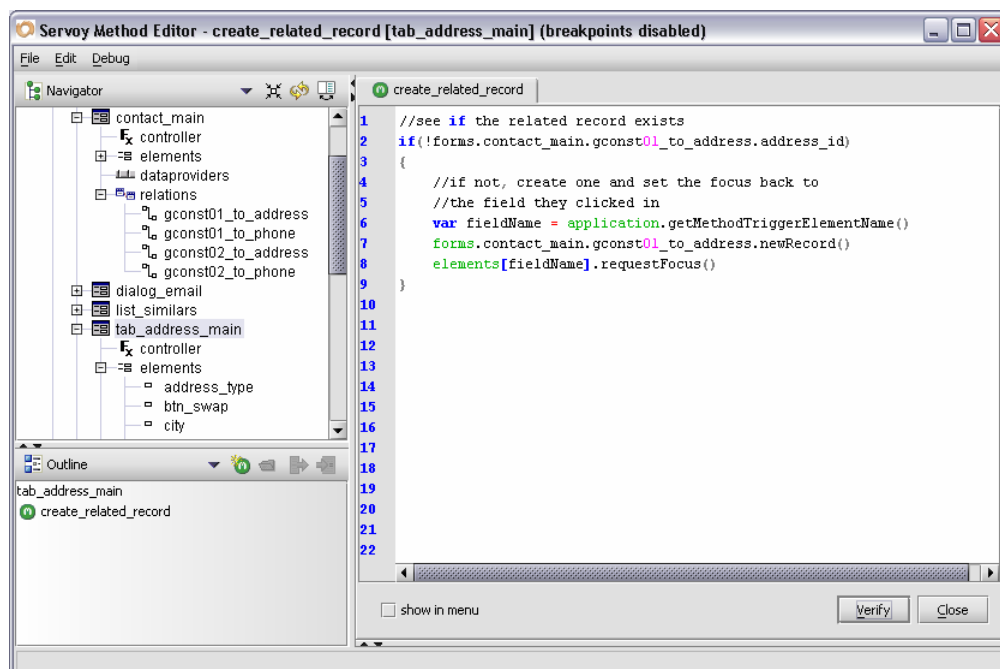 Servoy Method Editor - create_related_record [tab_address_main] (breakpoints disabled)
File Edit Debug
Navigator
contact_main
controller
elements
dataproviders
relations
gconst01_to_address
gconst01_to_phone
gconst02_to_address
gconst02_to_phone
dialog_email
list_similars
tab_address_main
controller
elements
address_type
btn_swap
city
Outline
tab_address_main
create_related_record
create_related_record
1 //see if the related record exists
2 if(!forms.contact_main.gconst01_to_address.address_id)
3 {
4 //if not, create one and set the focus back to
5 //the field they clicked in
6 var fieldName = application.getMethodTriggerElementName()
7 forms.contact_main.gconst01_to_address.newRecord()
8 elements[fieldName].requestFocus()
9 }
10
11
12
13
14
15
16
17
18
19
20
21
22
show in menu
Verify Close